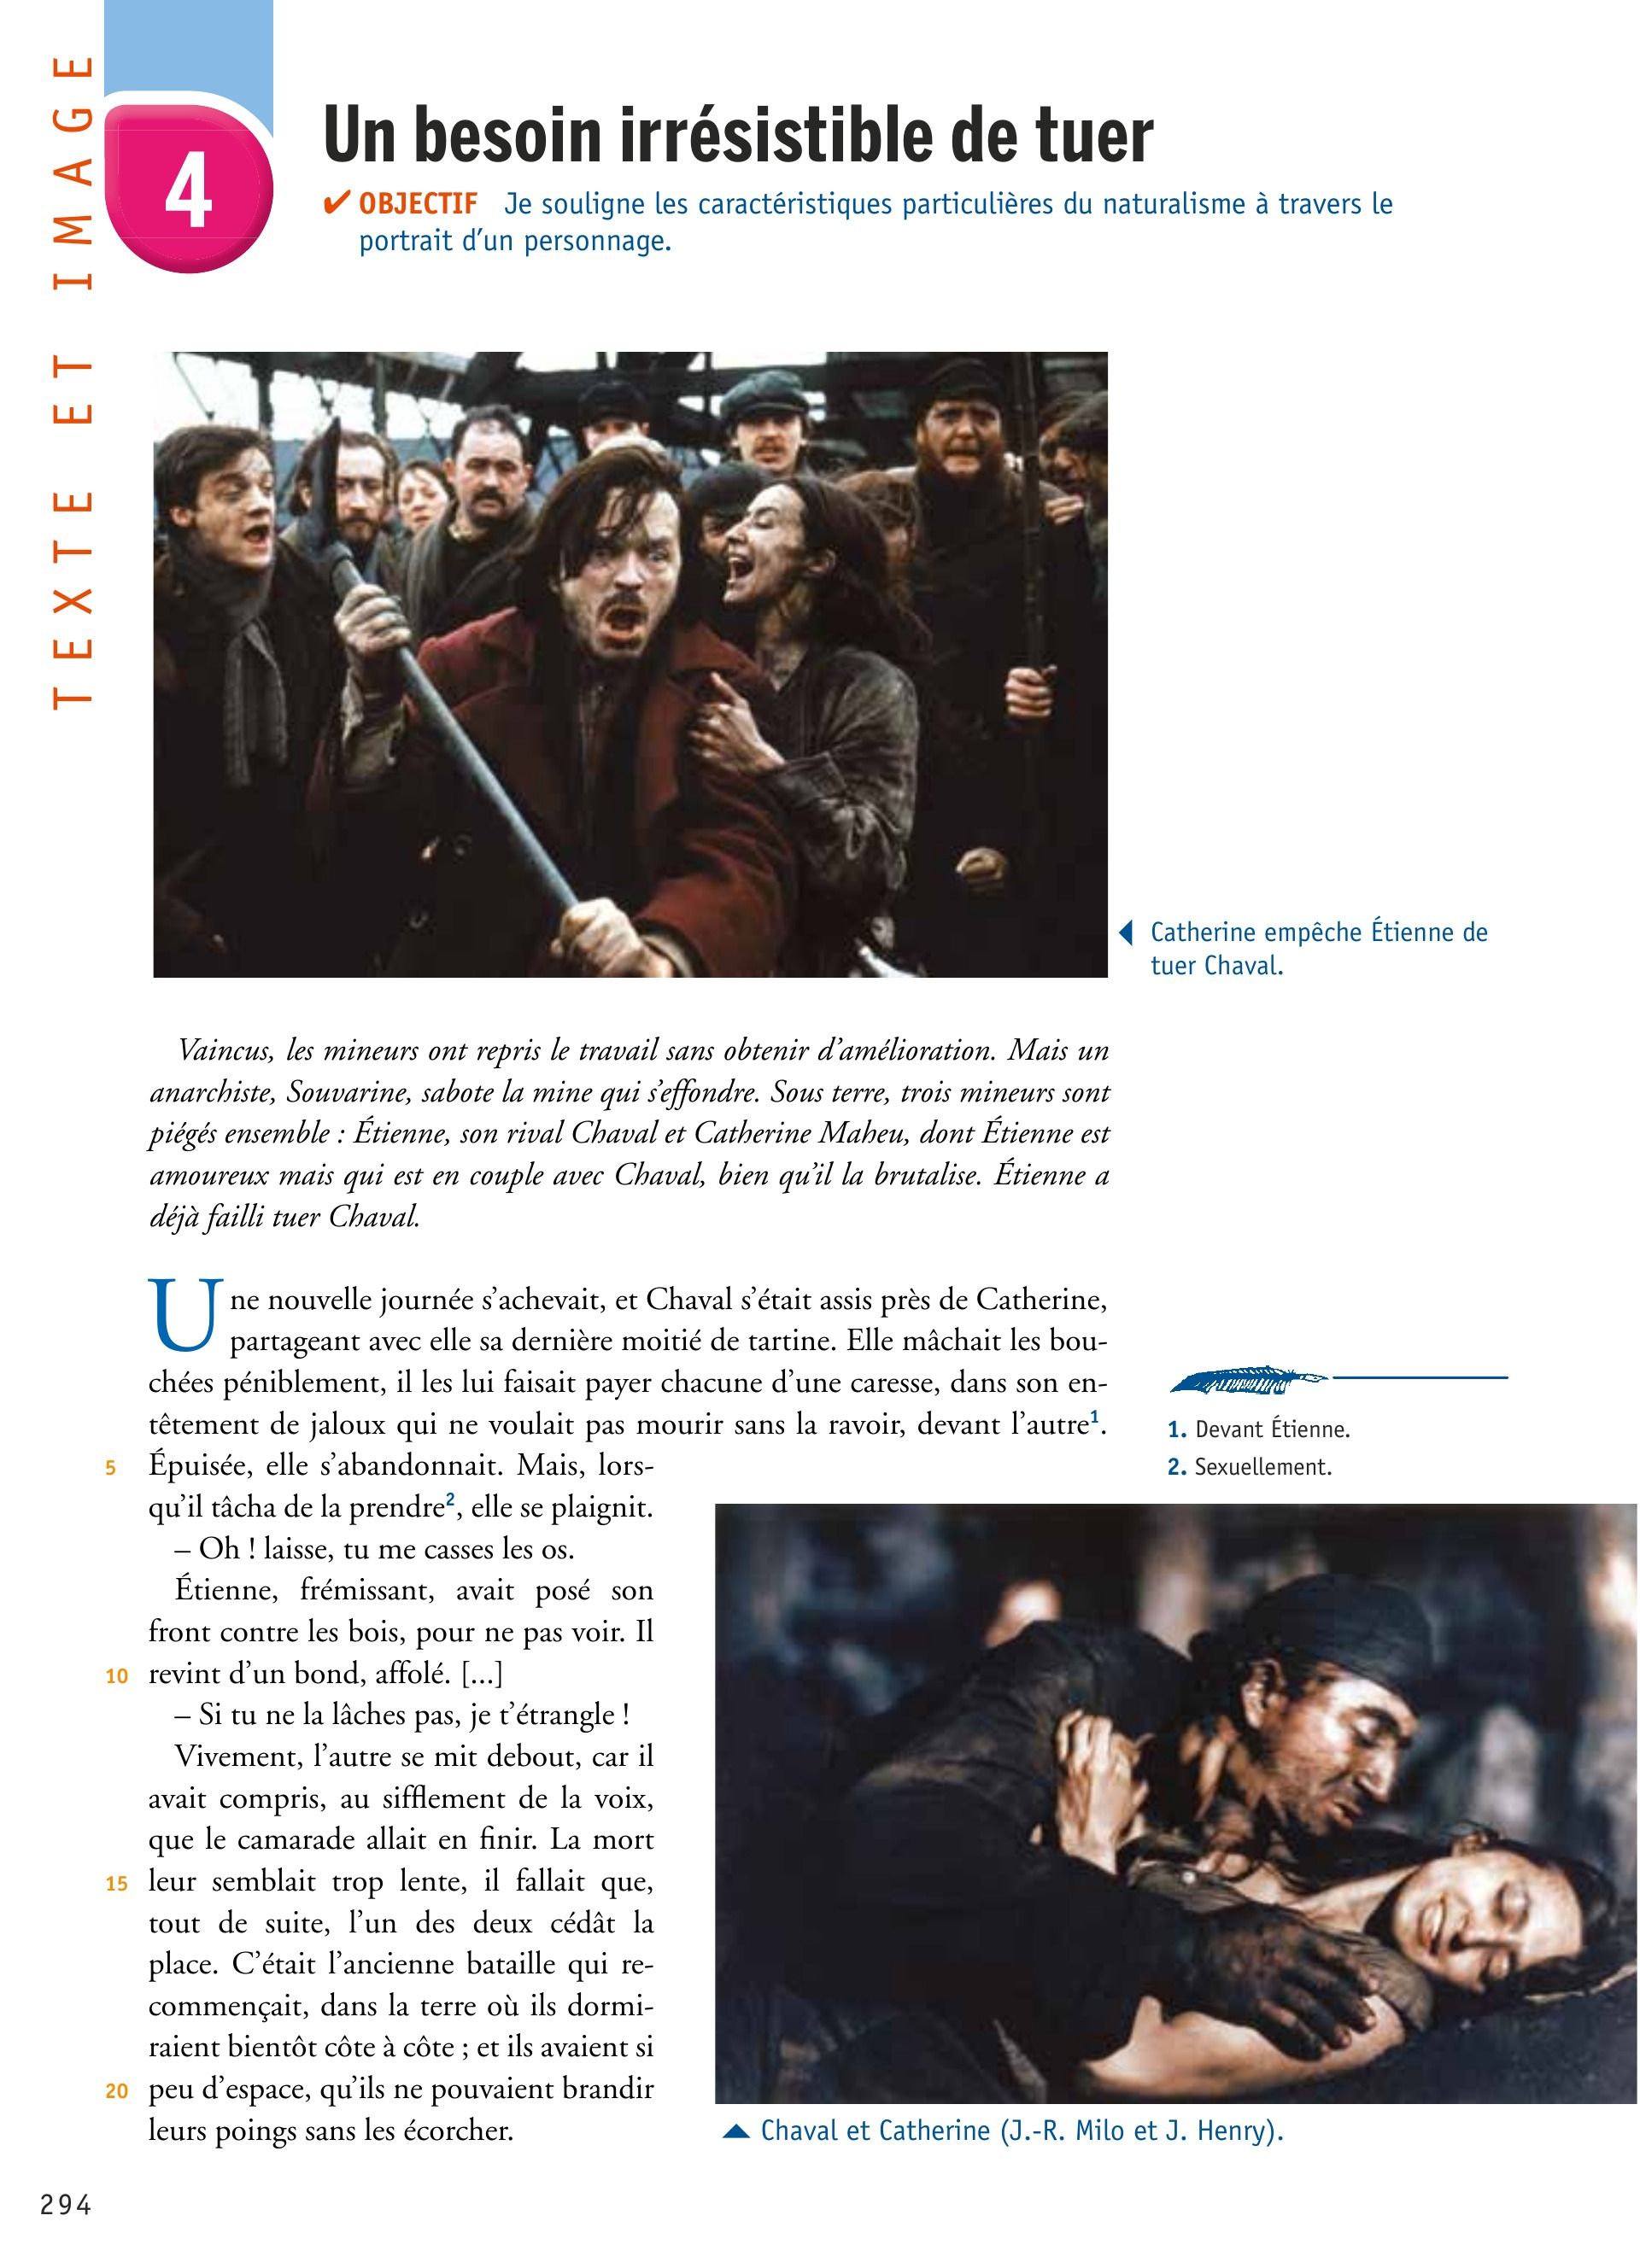 TEXTE ET IMAGE
4
Un besoin irrésistible de tuer
✔ OBJECTIF Je souligne les caractéristiques particulières du naturalisme à travers le
portrait d’un personnage.
Catherine empêche Étienne de
tuer Chaval.
Vaincus, les mineurs ont repris le travail sans obtenir d’amélioration. Mais un
anarchiste, Souvarine, sabote la mine qui s’effondre. Sous terre, trois mineurs sont
piégés ensemble : Étienne, son rival Chaval et Catherine Maheu, dont Étienne est
amoureux mais qui est en couple avec Chaval, bien qu’il la brutalise. Étienne a
déjà failli tuer Chaval.
Une nouvelle journée s’achevait, et Chaval s’était assis près de Catherine,
partageant avec elle sa dernière moitié de tartine. Elle mâchait les bou-
chées péniblement, il les lui faisait payer chacune d’une caresse, dans son en-
têtement de jaloux qui ne voulait pas mourir sans la ravoir, devant l’autre1.
5 Épuisée, elle s’abandonnait. Mais, lors-
qu’il tâcha de la prendre2, elle se plaignit.
– Oh ! laisse, tu me casses les os.
Étienne, frémissant, avait posé son
front contre les bois, pour ne pas voir. Il
10 revint d’un bond, affolé. [...]
– Si tu ne la lâches pas, je t’étrangle !
Vivement, l’autre se mit debout, car il
avait compris, au sifflement de la voix,
que le camarade allait en finir. La mort
15 leur semblait trop lente, il fallait que,
tout de suite, l’un des deux cédât la
place. C’était l’ancienne bataille qui re-
commençait, dans la terre où ils dormi-
raient bientôt côte à côte ; et ils avaient si
20 peu d’espace, qu’ils ne pouvaient brandir
leurs poings sans les écorcher.
1. Devant Étienne.
2. Sexuellement.
Chaval et Catherine (J.-R. Milo et J. Henry).
294